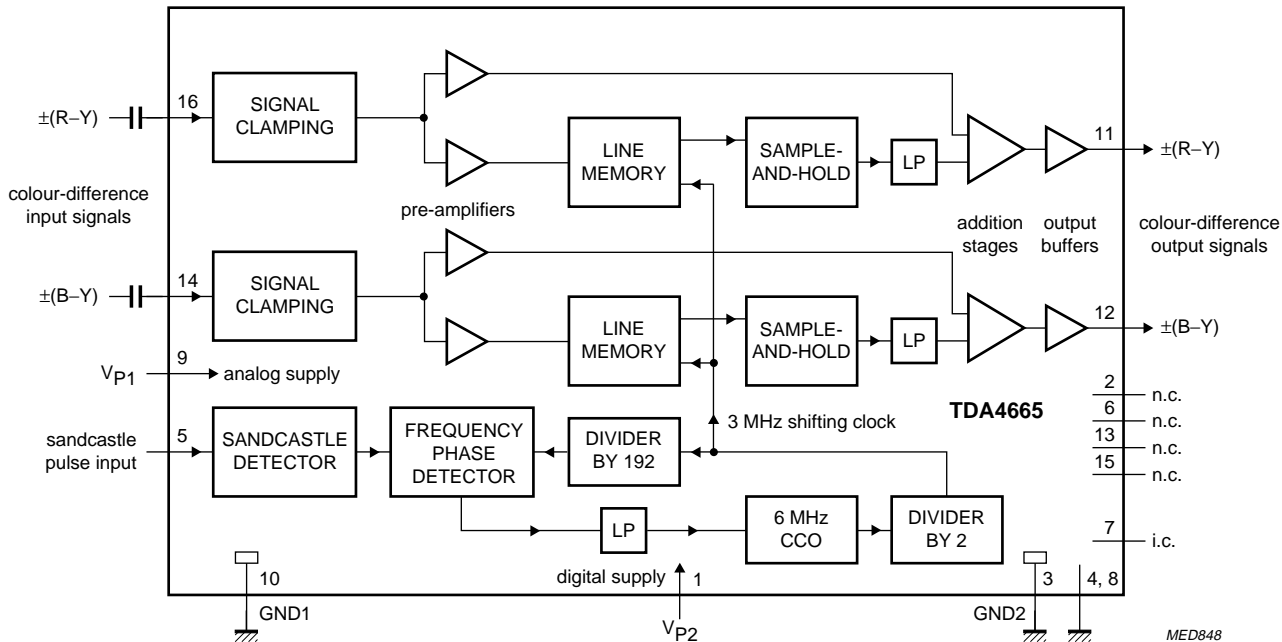 16
±(R−Y)
SIGNAL
CLAMPING
LINE
MEMORY
SAMPLE-
AND-HOLD
LP
11
±(R−Y)
colour-difference
input signals
pre-amplifiers
addition
stages
output
buffers
colour-difference
output signals
14
±(B−Y)
SIGNAL
CLAMPING
LINE
MEMORY
SAMPLE-
AND-HOLD
LP
12
±(B−Y)
9
VP1
analog supply
TDA4665
2
n.c.
6
n.c.
13
n.c.
15
n.c.
3 MHz shifting clock
sandcastle
pulse input
5
SANDCASTLE
DETECTOR
FREQUENCY
PHASE
DETECTOR
DIVIDER
BY 192
LP
6 MHz
CCO
DIVIDER
BY 2
7
i.c.
10
GND1
digital supply
1
VP2
3
GND2
4, 8
MED848